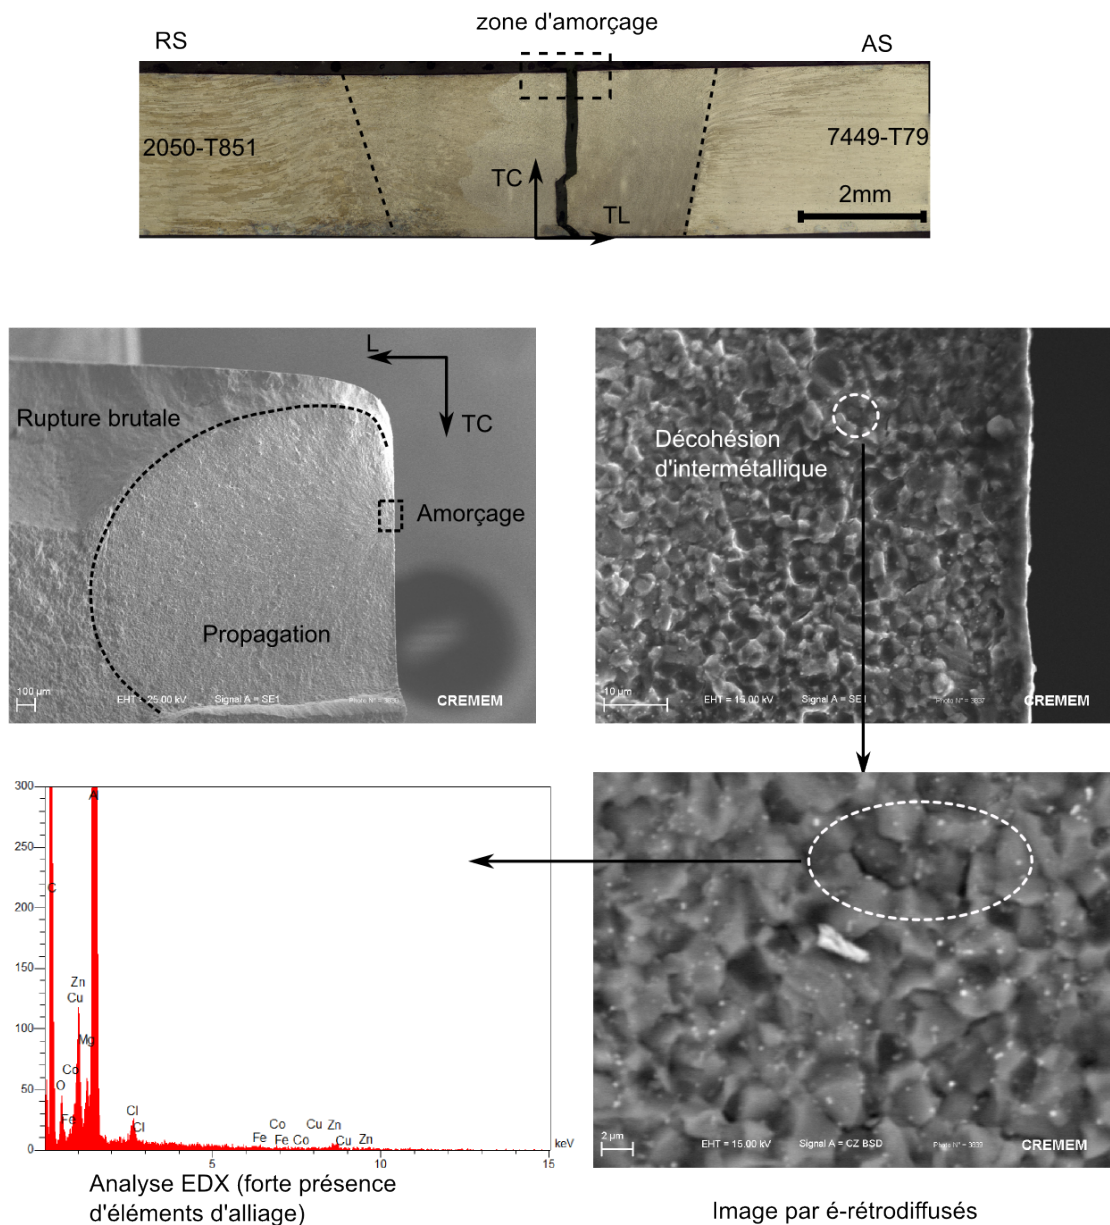 zone d'amorçage
RS
AS
2050-T851
7449-T79
TC
TL
2mm
L
Rupture brutale
TC
Amorçage
Propagation
100 µm
EHT = 25.00 kV
Signal A = SE1
CREMEM
Décohésion
d'intermétallique
10 µm
EHT = 15.00 kV
Signal A = SE1
Photo N° = 3837
CREMEM
300
250
200
150
100
50
0
Al
C
Zn
Cu
Mg
Co
O
Fe
Cl
Cl
Fe
Co
Fe
Co
Cu
Zn
Cu
Zn
keV
5
10
15
Analyse EDX (forte présence
d'éléments d'alliage)
2 µm
EHT = 15.00 kV
Signal A = CZ BSD
CREMEM
Image par é-rétrodiffusés